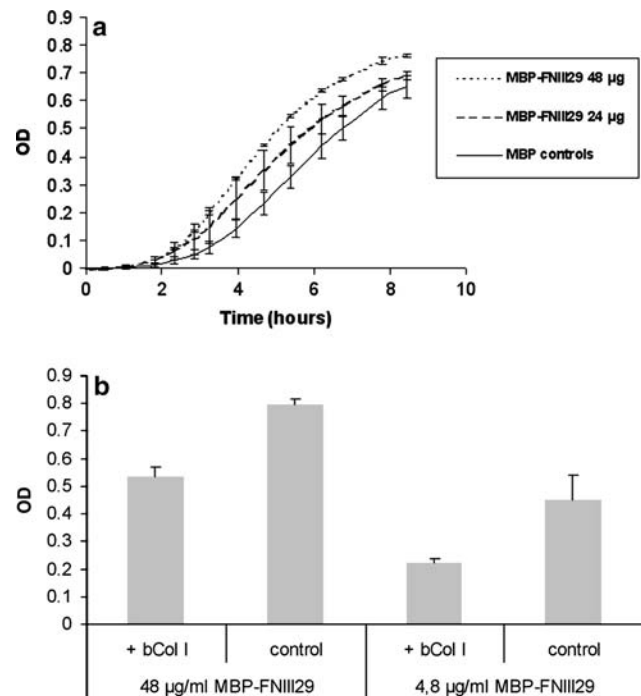 a
0.9
0.8
0.7
0.6
0.5
0.4
0.3
0.2
0.1
0
OD
0 2 4 6 8 10
Time (hours)
MBP-FNIII29 48 µg
MBP-FNIII29 24 µg
MBP controls
b
0.9
0.8
0.7
0.6
0.5
0.4
0.3
0.2
0.1
0
OD
+ bCol I control + bCol I control
48 µg/ml MBP-FNIII29 4,8 µg/ml MBP-FNIII29